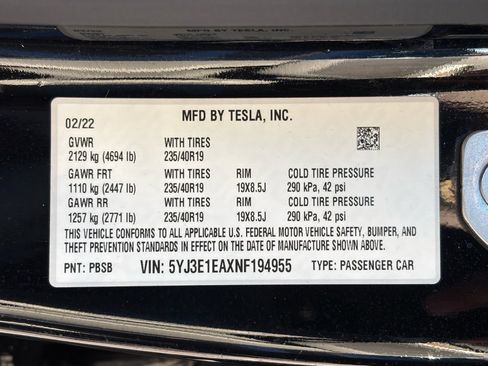 MFD BY TESLA, INC.
02/22
GVWR WITH TIRES
2129 kg (4694 lb) 235/40R19
GAWR FRT WITH TIRES RIM COLD TIRE PRESSURE
1110 kg (2447 lb) 235/40R19 19X8.5J 290 kPa, 42 psi
GAWR RR WITH TIRES RIM COLD TIRE PRESSURE
1257 kg (2771 lb) 235/40R19 19X8.5J 290 kPa, 42 psi
THIS VEHICLE CONFORMS TO ALL APPLICABLE U.S. FEDERAL MOTOR VEHICLE SAFETY, BUMPER, AND
THEFT PREVENTION STANDARDS IN EFFECT ON THE DATE OF MANUFACTURE SHOWN ABOVE.
PNT: PBSB VIN: 5YJ3E1EAXNF194955 TYPE: PASSENGER CAR